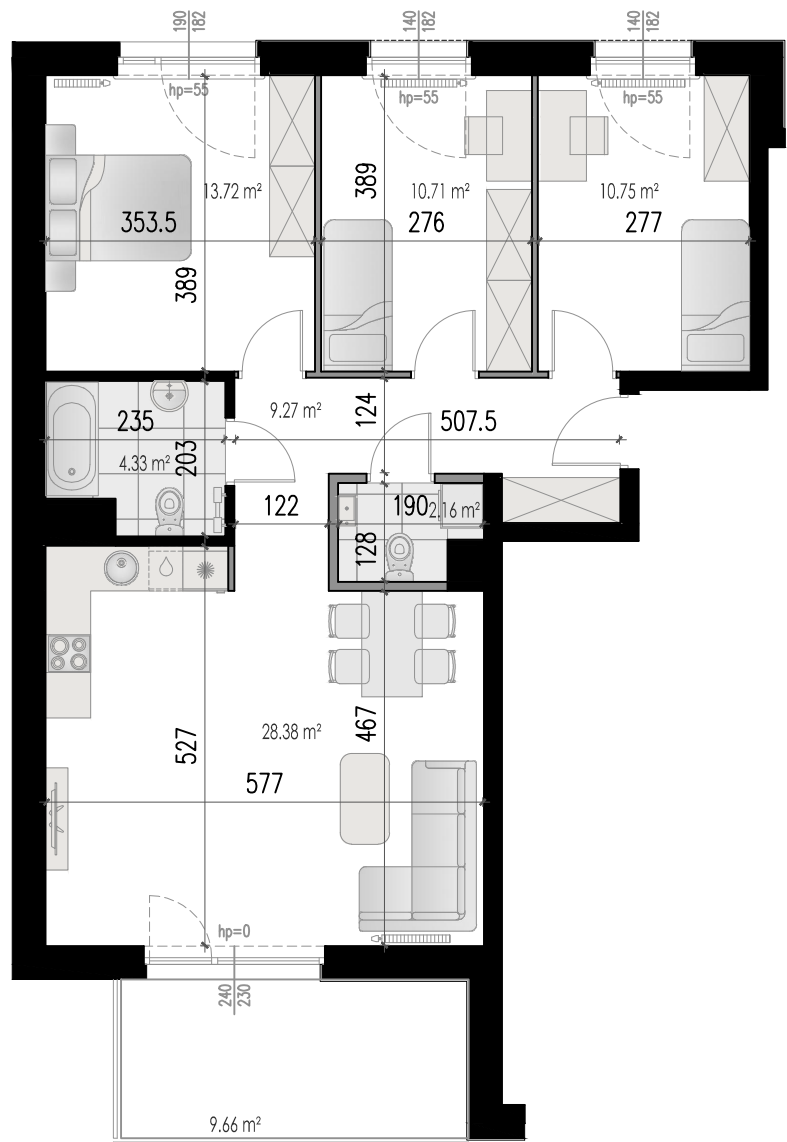 190
182
140
182
140
182
hp=55
hp=55
hp=55
13.72 m²
10.71 m²
10.75 m²
389
353.5
276
277
389
9.27 m²
124
235
507.5
203
4.33 m²
122
190
2.16 m²
128
28.38 m²
467
527
577
hp=0
240
230
9.66 m²